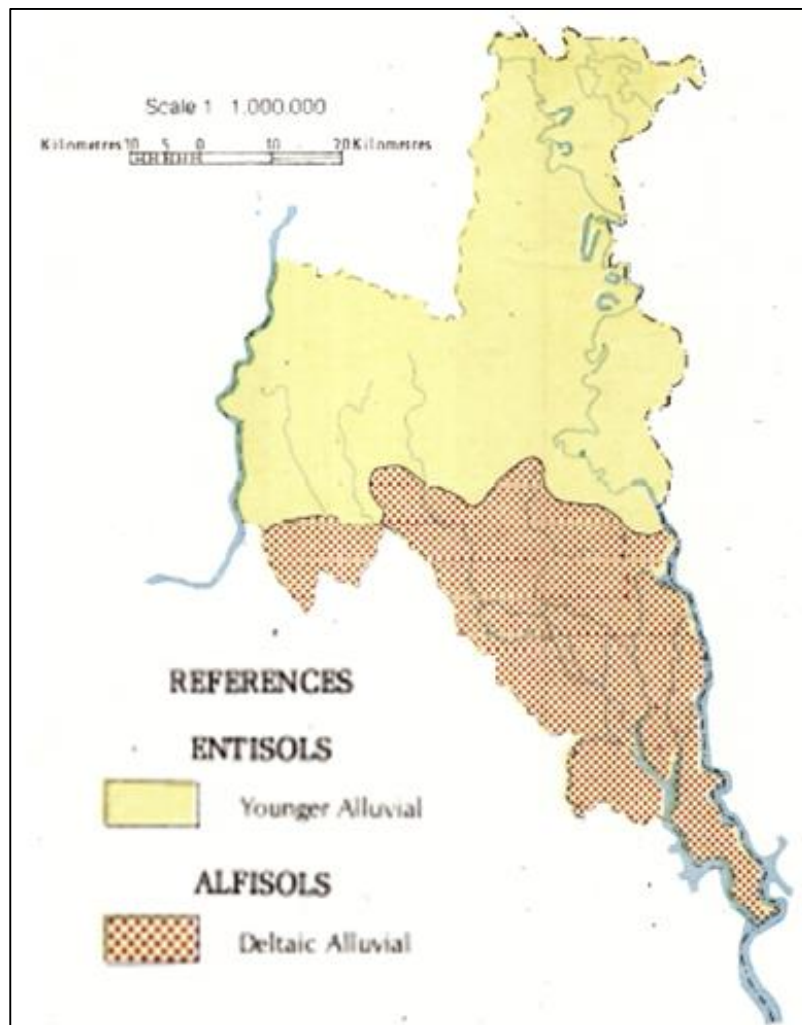 Scale 1 1.000.000
Kilometres 10 5 0 10 20 Kilometres
REFERENCES
ENTISOLS
Younger Alluvial
ALFISOLS
Deltaic Alluvial